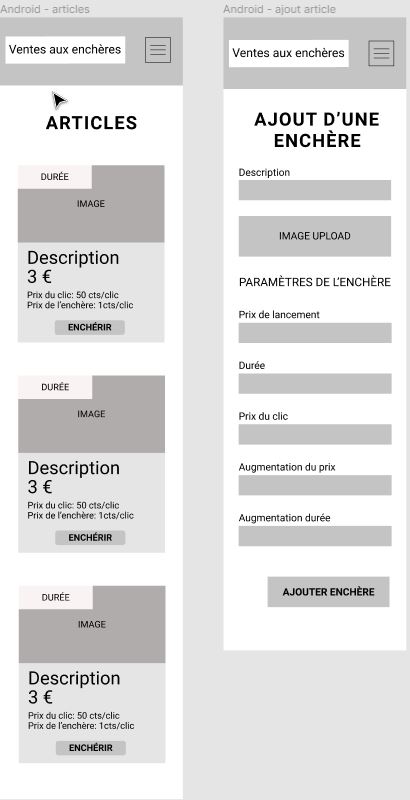 Android - articles
Ventes aux enchères
ARTICLES
DURÉE
IMAGE
Description
3 €
Prix du clic: 50 cts/clic
Prix de l'enchère: 1cts/clic
ENCHÉRIR
DURÉE
IMAGE
Description
3 €
Prix du clic: 50 cts/clic
Prix de l'enchère: 1cts/clic
ENCHÉRIR
DURÉE
IMAGE
Description
3 €
Prix du clic: 50 cts/clic
Prix de l'enchère: 1cts/clic
ENCHÉRIR
Android - ajout article
Ventes aux enchères
AJOUT D'UNE
ENCHÈRE
Description
IMAGE UPLOAD
PARAMÈTRES DE L'ENCHÈRE
Prix de lancement
Durée
Prix du clic
Augmentation du prix
Augmentation durée
AJOUTER ENCHÈRE